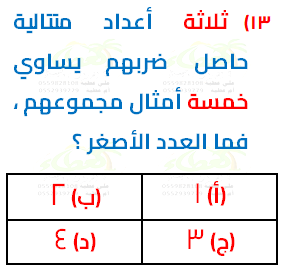 ١٣) ثلاثة أعداد متتالية
حاصل ضربهم يساوي
خمسة أمثال مجموعهم ،
فما العدد الأصغر ؟
(أ) ١ (ب) ٢
(ج) ٣ (د) ٤